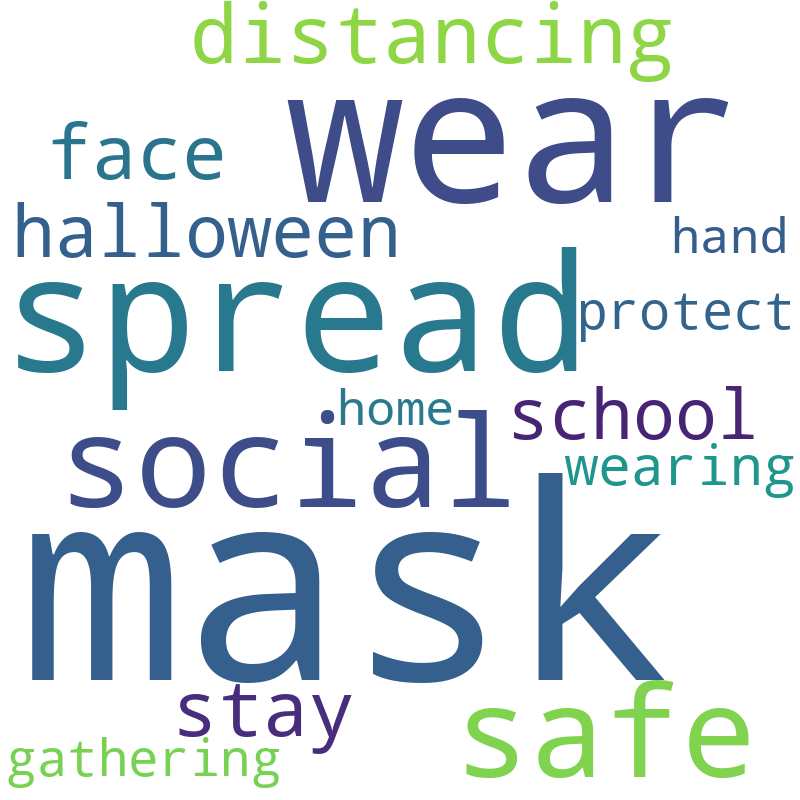 distancing
wear
face
halloween
hand
spread
protect
home
school
social
wearing
mask
stay
safe
gathering